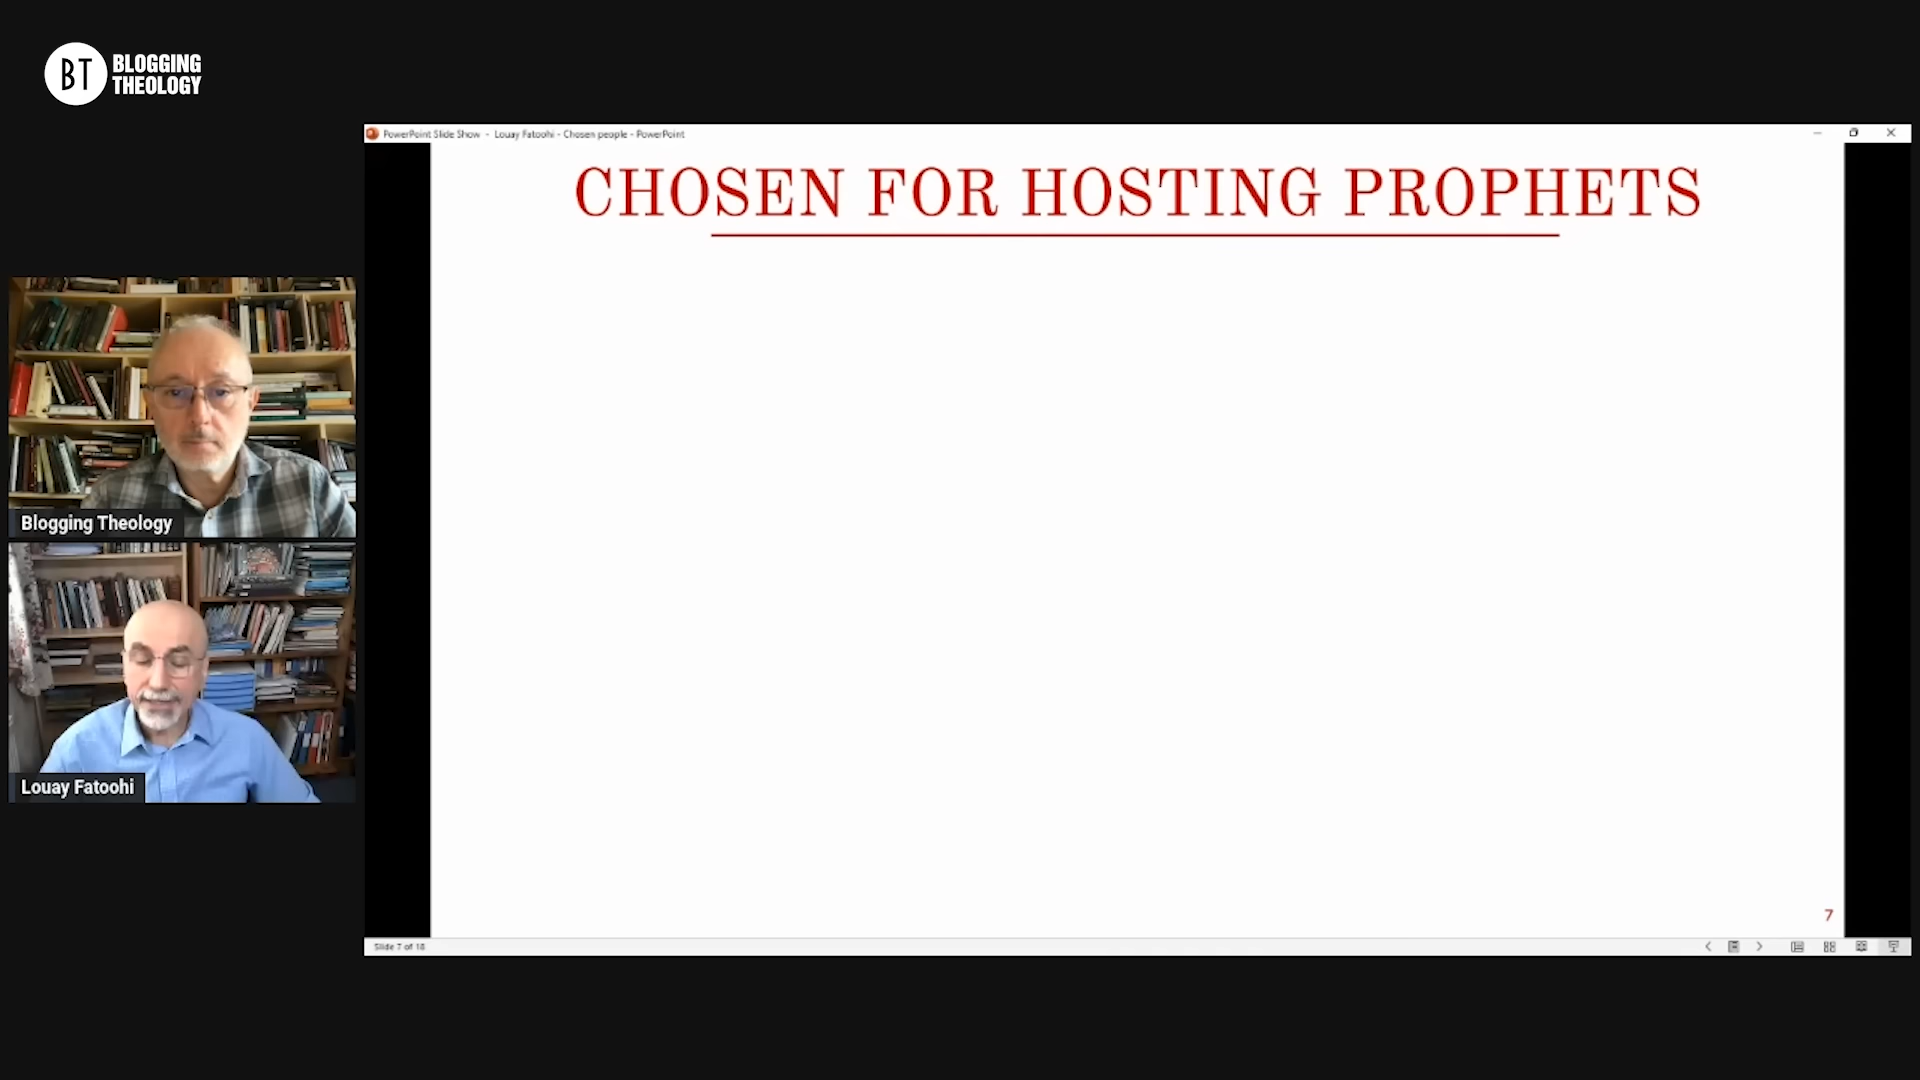 BT BLOGGING
THEOLOGY
PowerPoint Slide Show - Louay Fatoohi - Chosen people - PowerPoint
CHOSEN FOR HOSTING PROPHETS
Blogging Theology
Louay Fatoohi
7
Slide 7 of 18